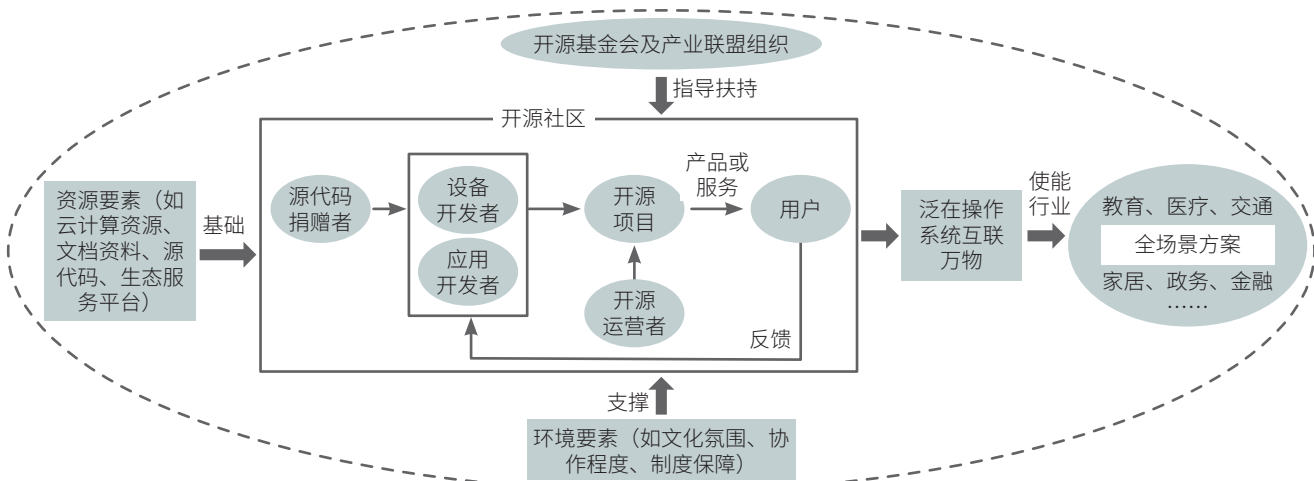 开源基金会及产业联盟组织
指导扶持
开源社区
资源要素（如
云计算资源、
文档资料、源
代码、生态服
务平台）
基础
源代码
捐赠者
设备
开发者
应用
开发者
开源
项目
开源
运营者
产品或
服务
用户
反馈
泛在操作
系统互联
万物
使能
行业
教育、医疗、交通
全场景方案
家居、政务、金融
……
支撑
环境要素（如文化氛围、协
作程度、制度保障）